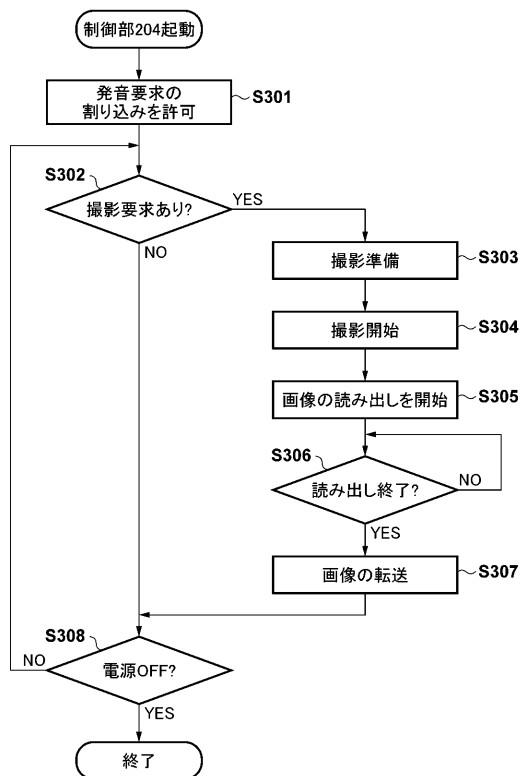 制御部204起動
発音要求の
割り込みを許可
S301
S302
撮影要求あり?
YES
NO
撮影準備
S303
撮影開始
S304
画像の読み出しを開始
S305
S306
読み出し終了?
NO
YES
画像の転送
S307
S308
電源OFF?
NO
YES
終了